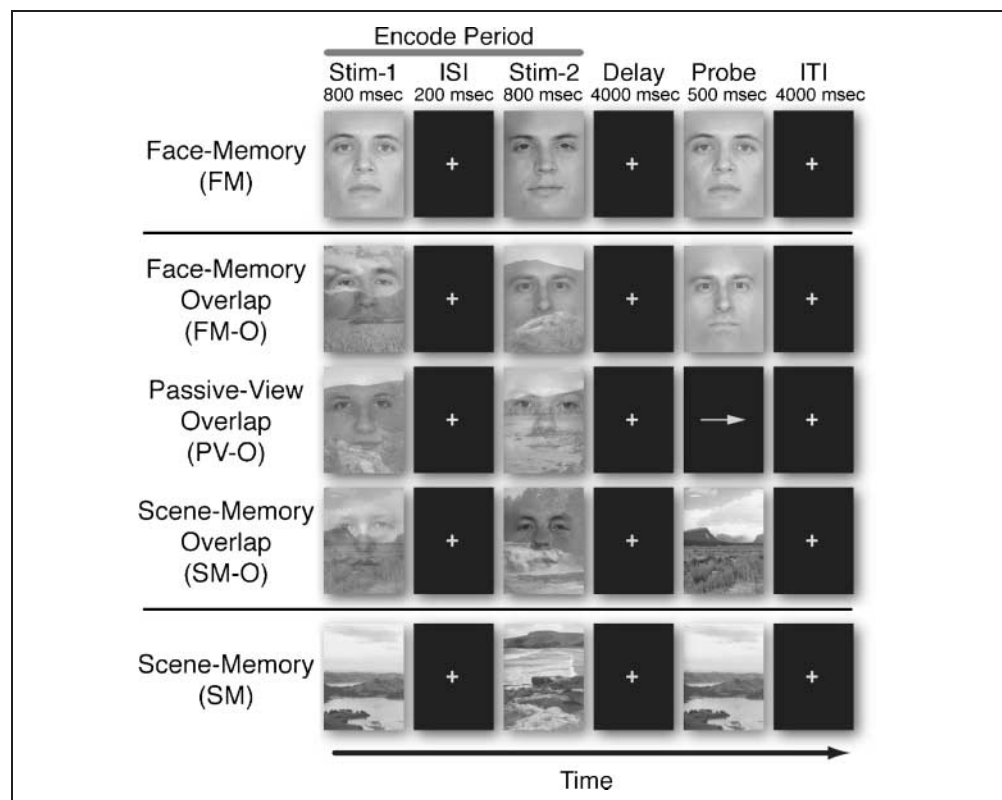 Encode Period
Stim-1 ISI Stim-2 Delay Probe ITI
800 msec 200 msec 800 msec 4000 msec 500 msec 4000 msec
Face-Memory
(FM)
Face-Memory
Overlap
(FM-O)
Passive-View
Overlap
(PV-O)
Scene-Memory
Overlap
(SM-O)
Scene-Memory
(SM)
Time